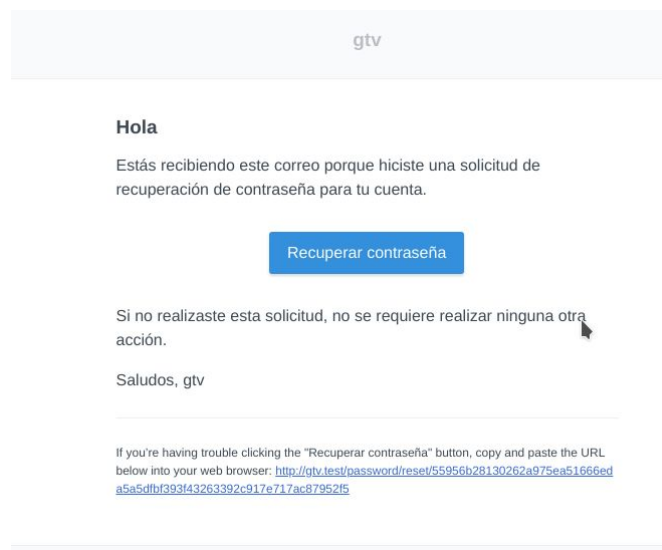 gtv
Hola
Estás recibiendo este correo porque hiciste una solicitud de
recuperación de contraseña para tu cuenta.
Recuperar contraseña
Si no realizaste esta solicitud, no se requiere realizar ninguna otra
acción.
Saludos, gtv
If you're having trouble clicking the "Recuperar contraseña" button, copy and paste the URL
below into your web browser: http://gtv.test/password/reset/55956b28130262a975ea51666ed
a5a5dfbf393f43263392c917e717ac87952f5